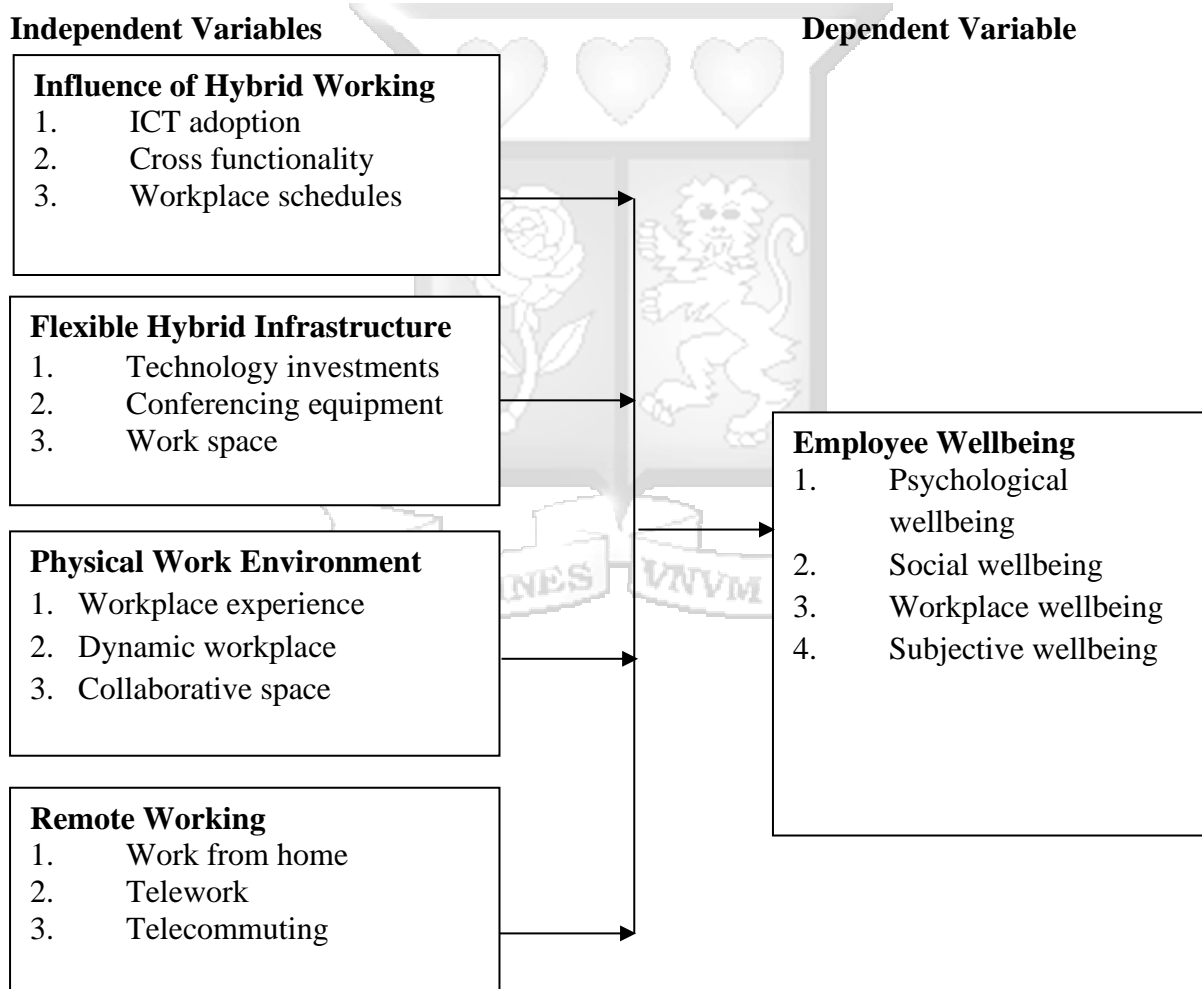 Independent Variables
Dependent Variable
Influence of Hybrid Working
1. ICT adoption
2. Cross functionality
3. Workplace schedules
Flexible Hybrid Infrastructure
1. Technology investments
2. Conferencing equipment
3. Work space
Physical Work Environment
1. Workplace experience
2. Dynamic workplace
3. Collaborative space
Remote Working
1. Work from home
2. Telework
3. Telecommuting
Employee Wellbeing
1. Psychological
wellbeing
2. Social wellbeing
3. Workplace wellbeing
4. Subjective wellbeing
VNVM